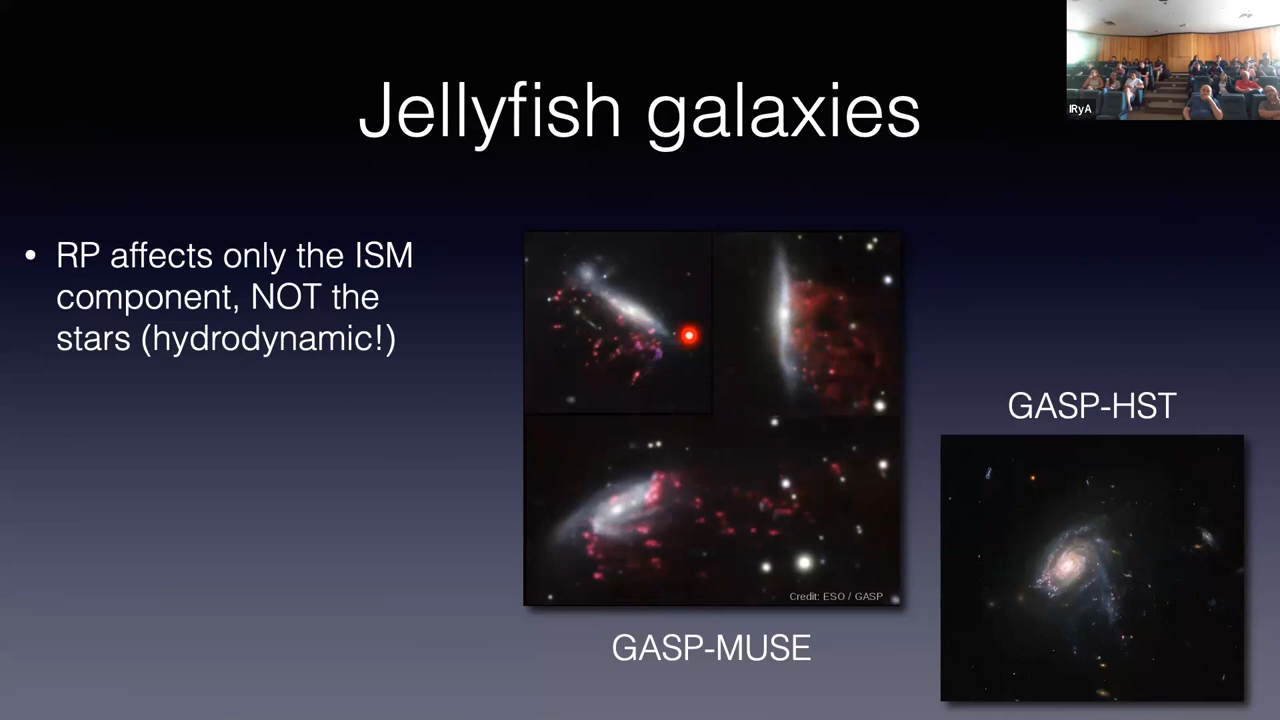 IRyA
Jellyfish galaxies
• RP affects only the ISM
component, NOT the
stars (hydrodynamic!)
GASP-HST
Credit: ESO / GASP
GASP-MUSE